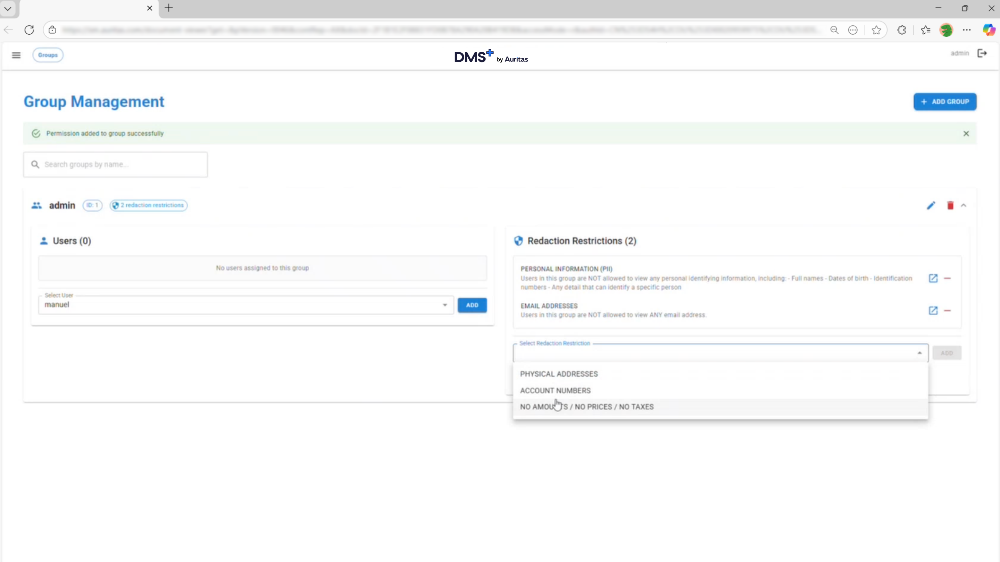 Groups
DMS+ by Auritas
admin
Group Management
+ ADD GROUP
Permission added to group successfully
Search groups by name...
admin
ID: 1
2 redaction restrictions
Users (0)
No users assigned to this group
Select User
manuel
ADD
Redaction Restrictions (2)
PERSONAL INFORMATION (PII)
Users in this group are NOT allowed to view any personal identifying information, including: - Full names - Dates of birth - Identification
numbers - Any detail that can identify a specific person
EMAIL ADDRESSES
Users in this group are NOT allowed to view ANY email address.
Select Redaction Restriction
ADD
PHYSICAL ADDRESSES
ACCOUNT NUMBERS
NO AMOUNTS / NO PRICES / NO TAXES